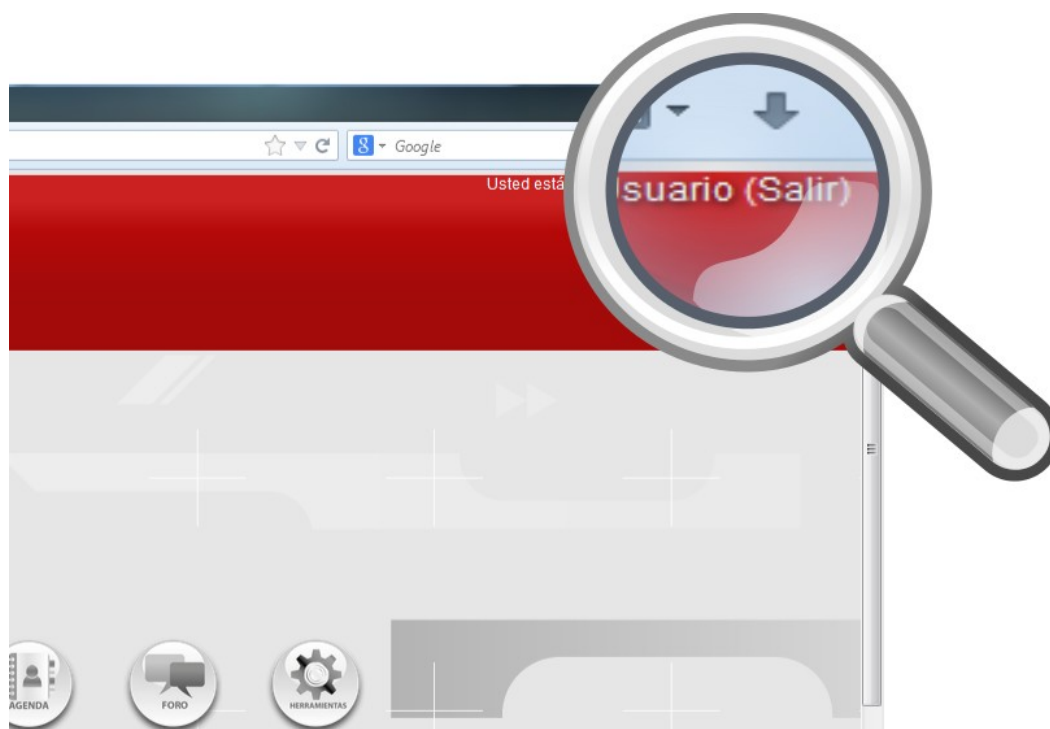 Google
Usted está
suario (Salir)
AGENDA
FORO
HERRAMIENTAS